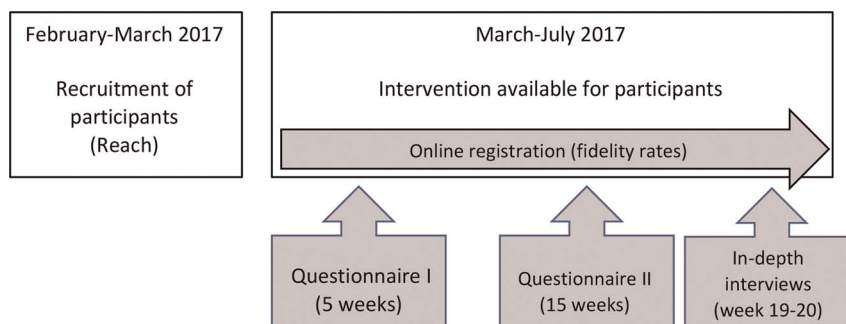 February-March 2017
Recruitment of
participants
(Reach)
March-July 2017
Intervention available for participants
Online registration (fidelity rates)
Questionnaire I
(5 weeks)
Questionnaire II
(15 weeks)
In-depth
interviews
(week 19-20)